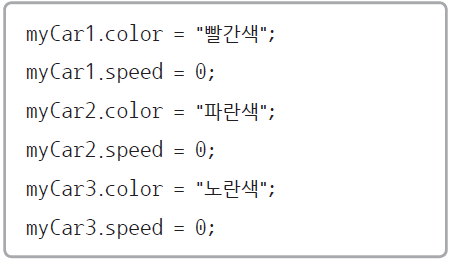 myCar1.color = "빨간색";
myCar1.speed = 0;
myCar2.color = "파란색";
myCar2.speed = 0;
myCar3.color = "노란색";
myCar3.speed = 0;